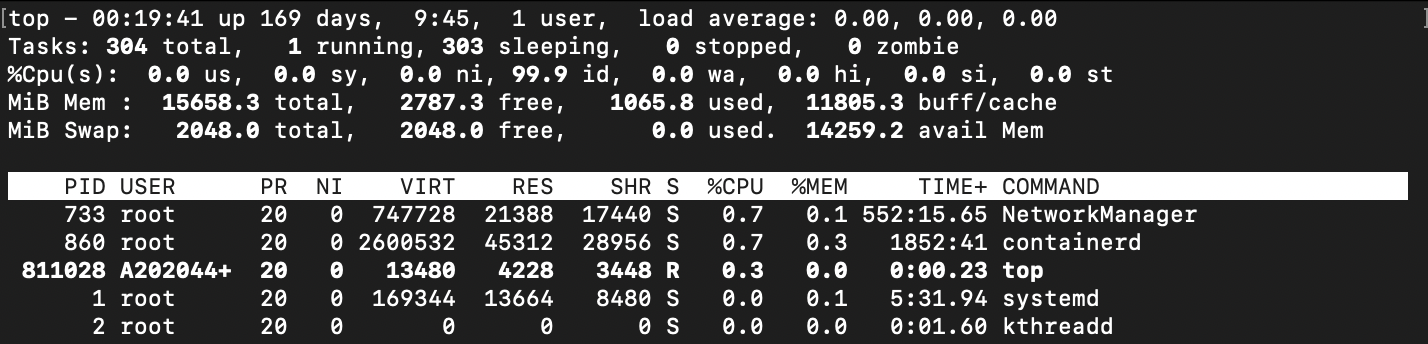 top - 00:19:41 up 169 days,  9:45,  1 user,  load average: 0.00, 0.00, 0.00
Tasks: 304 total,   1 running, 303 sleeping,   0 stopped,   0 zombie
%Cpu(s):  0.0 us,  0.0 sy,  0.0 ni, 99.9 id,  0.0 wa,  0.0 hi,  0.0 si,  0.0 st
MiB Mem :  15658.3 total,   2787.3 free,   1065.8 used,  11805.3 buff/cache
MiB Swap:   2048.0 total,   2048.0 free,      0.0 used.  14259.2 avail Mem
    PID USER      PR  NI    VIRT    RES    SHR S  %CPU  %MEM     TIME+ COMMAND
    733 root      20   0  747728  21388  17440 S   0.7   0.1 552:15.65 NetworkManager
    860 root      20   0 2600532  45312  28956 S   0.7   0.3   1852:41 containerd
 811028 A202044+  20   0   13480   4228   3448 R   0.3   0.0   0:00.23 top
      1 root      20   0  169344  13664   8480 S   0.0   0.1   5:31.94 systemd
      2 root      20   0       0      0      0 S   0.0   0.0   0:01.60 kthreadd